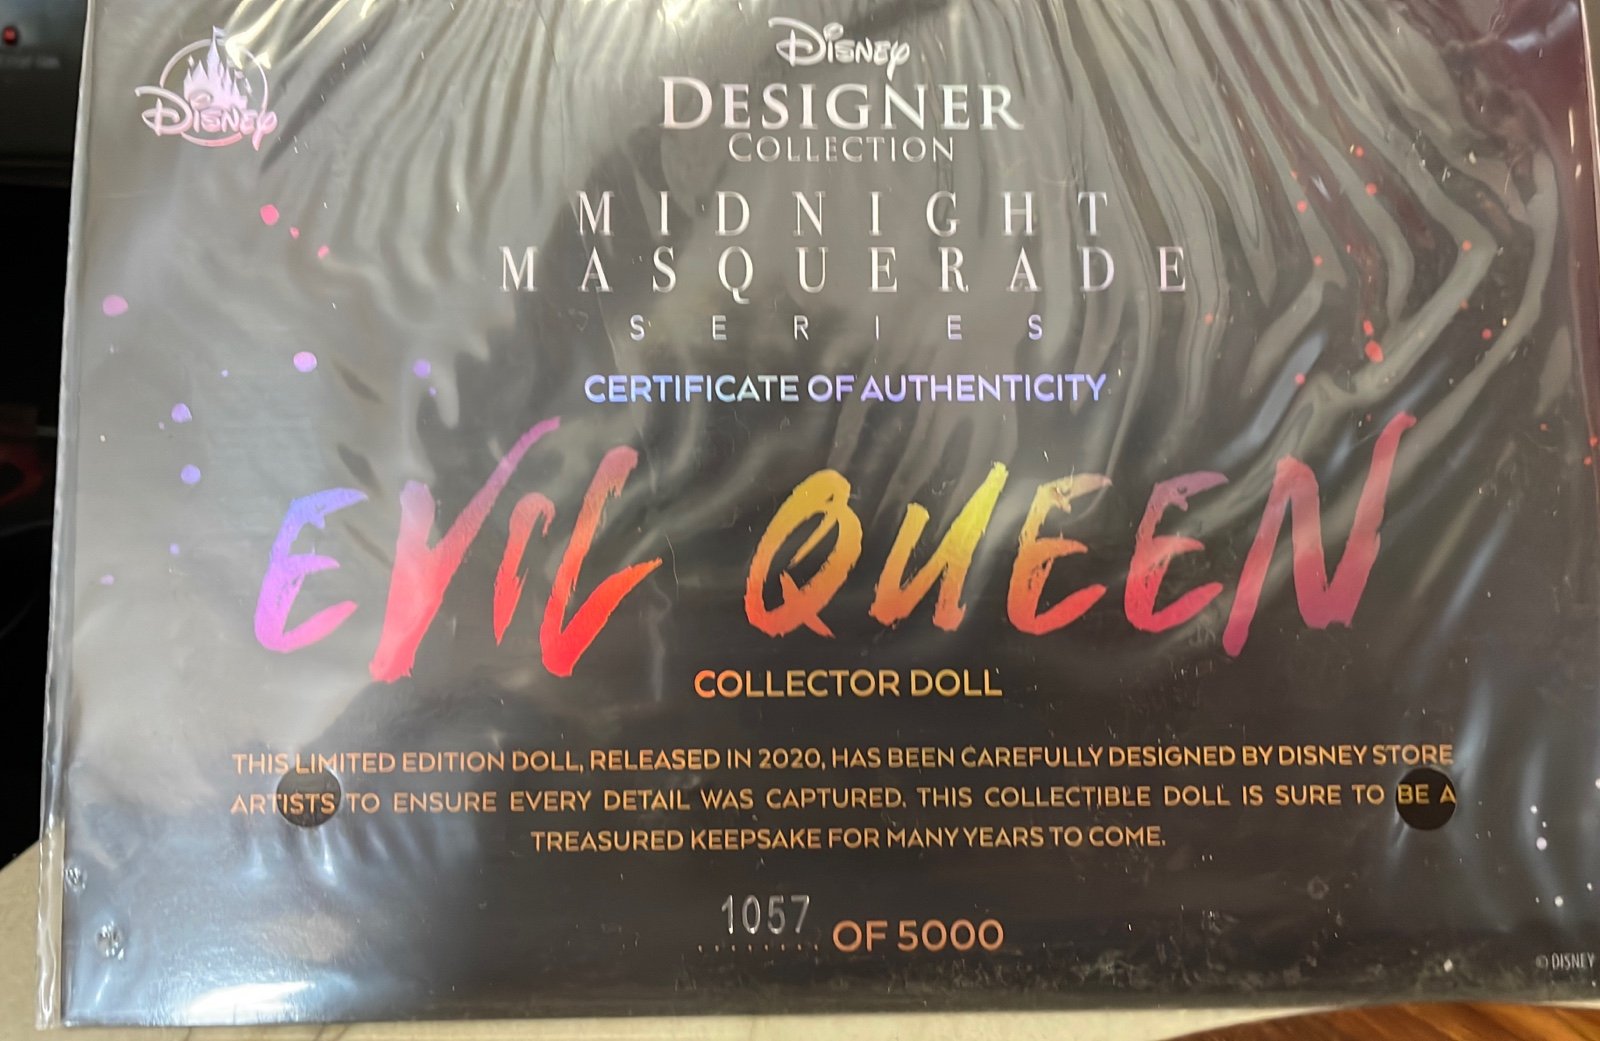 Disney
Disney
DESIGNER
COLLECTION
MIDNIGHT
MASQUERADE
SERIES
CERTIFICATE OF AUTHENTICITY
EVIL QUEEN
COLLECTOR DOLL
THIS LIMITED EDITION DOLL, RELEASED IN 2020, HAS BEEN CAREFULLY DESIGNED BY DISNEY STORE
ARTISTS TO ENSURE EVERY DETAIL WAS CAPTURED. THIS COLLECTIBLE DOLL IS SURE TO BE A
TREASURED KEEPSAKE FOR MANY YEARS TO COME.
1057 OF 5000
© DISNEY